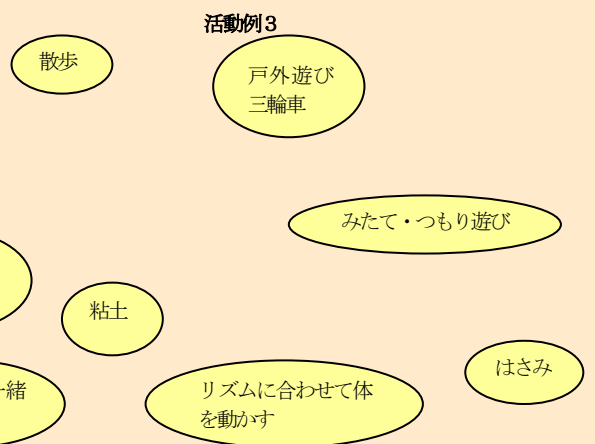 活動例3
散歩
戸外遊び
三輪車
みたて・つもり遊び
粘土
はさみ
緒
リズムに合わせて体
を動かす